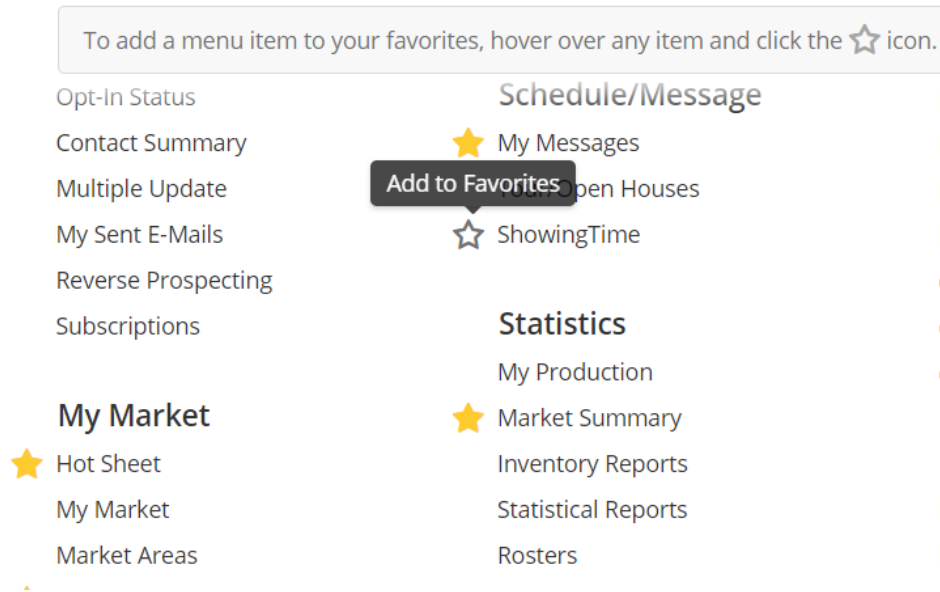 To add a menu item to your favorites, hover over any item and click the icon.
Opt-In Status
Contact Summary
Multiple Update
My Sent E-Mails
Reverse Prospecting
Subscriptions
My Market
Hot Sheet
My Market
Market Areas
Schedule/Message
My Messages
Add to Favorites
Open Houses
ShowingTime
Statistics
My Production
Market Summary
Inventory Reports
Statistical Reports
Rosters